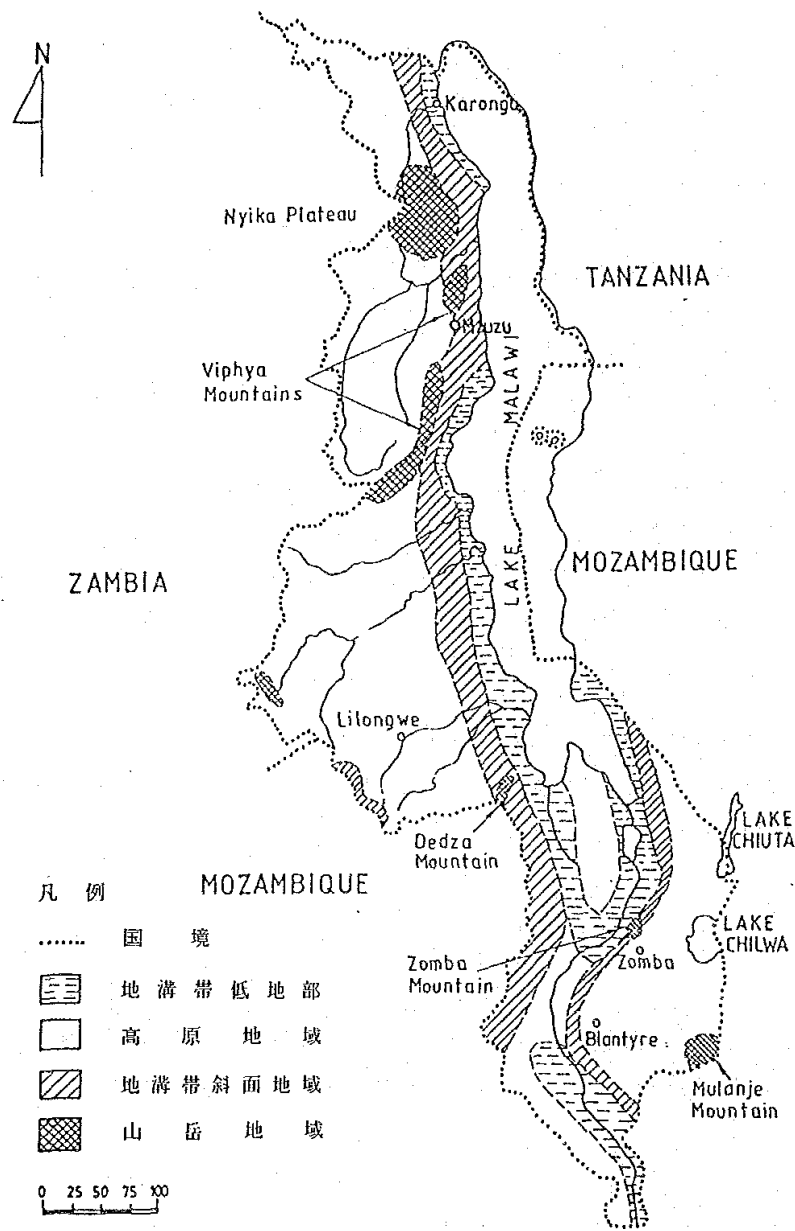 N
Karonga
Nyika Plateau
TANZANIA
Mzuzu
Viphya
Mountains
LAKE MALAWI
ZAMBIA
MOZAMBIQUE
Lilongwe
Dedza
Mountain
LAKE
CHIUTA
MOZAMBIQUE
LAKE
CHILWA
Zomba
Mountain
Zomba
Blantyre
Mulanje
Mountain
凡例
国境
地溝帯低地部
高原地域
地溝帯斜面地域
山岳地域
0 25 50 75 100